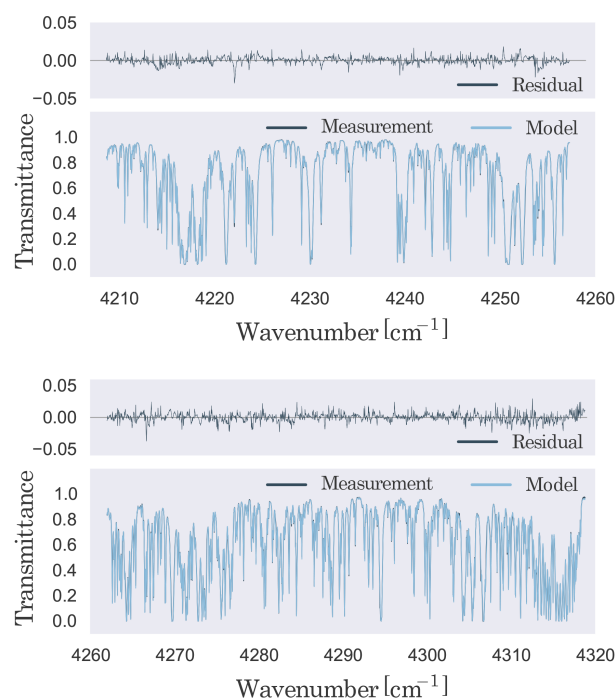 0.05
0.00
−0.05
Residual
Measurement Model
1.0
0.8
0.6
0.4
0.2
0.0
Transmittance
4210 4220 4230 4240 4250 4260
Wavenumber [cm⁻¹]
0.05
0.00
−0.05
Residual
Measurement Model
1.0
0.8
0.6
0.4
0.2
0.0
Transmittance
4260 4270 4280 4290 4300 4310 4320
Wavenumber [cm⁻¹]